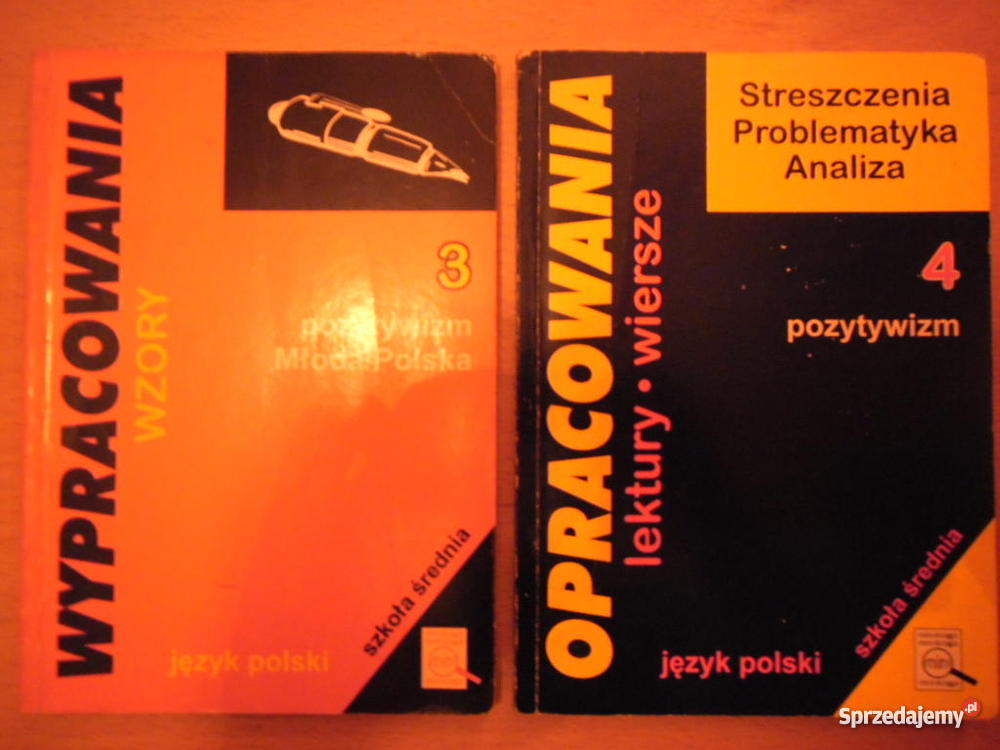 WYPRACOWANIA
WZORY
3
pozytywizm
Młoda Polska
szkoła średnia
język polski
OPRACOWANIA
lektury • wiersze
Streszczenia
Problematyka
Analiza
4
pozytywizm
szkoła średnia
język polski
mini
Sprzedajemy.pl